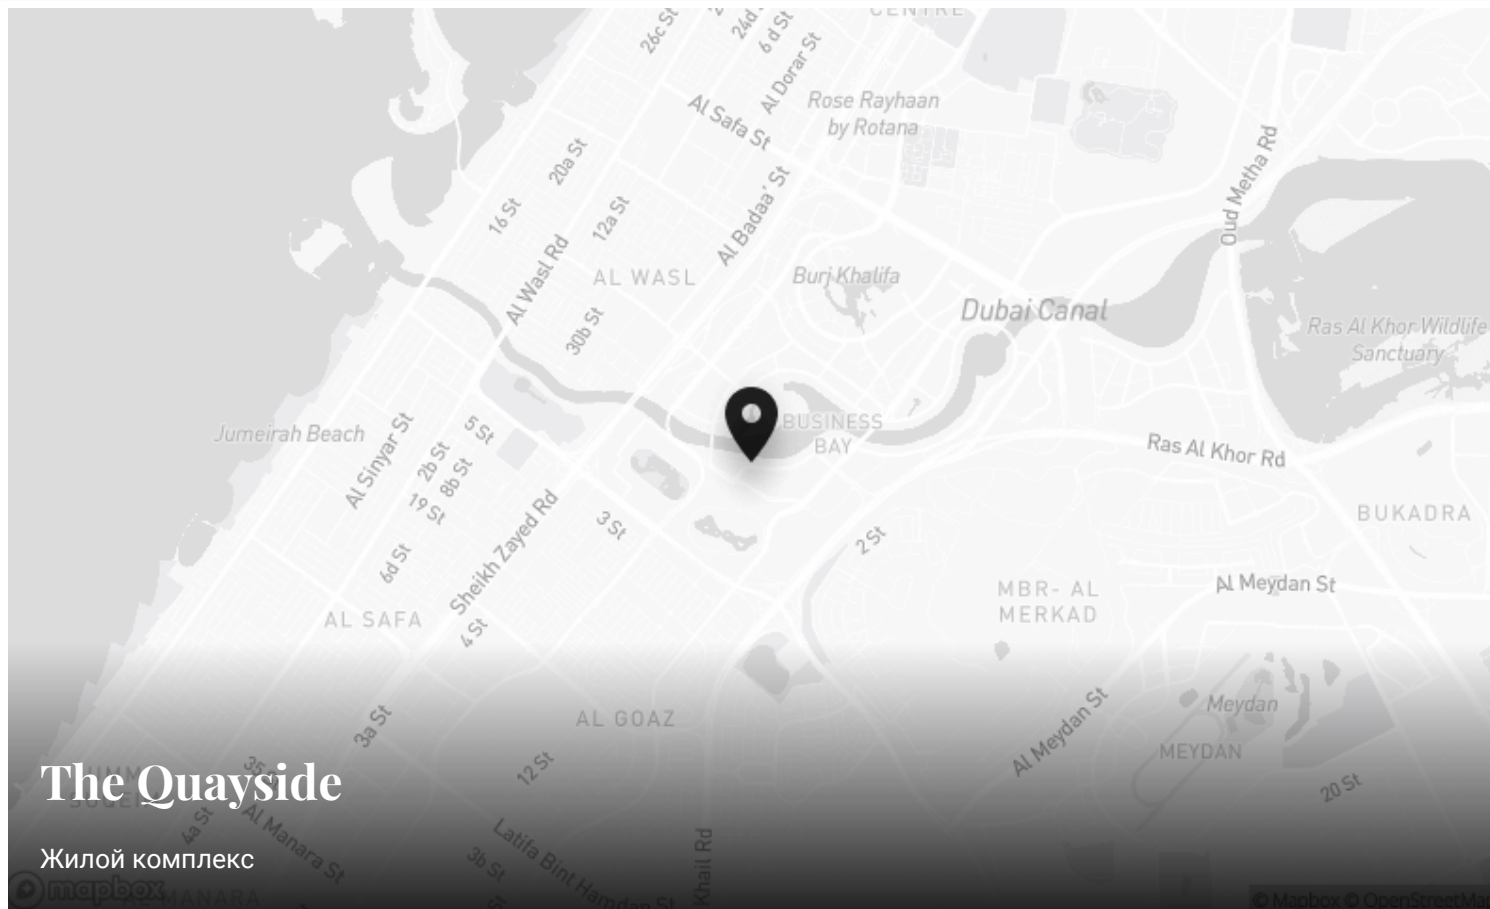 CENTRE
26c St
24d
6 d St
Al Dorar St
Al Safa St
Rose Rayhaan
by Rotana
20a St
Oud Metha Rd
Al Badaa' St
16 St
12a St
Al Wasl Rd
AL WASL
Burj Khalifa
Dubai Canal
30b St
Ras Al Khor Wildlife
Sanctuary
BUSINESS
BAY
Jumeirah Beach
Al Sinyar St
5 St
2b St
8b St
19 St
Ras Al Khor Rd
BUKADRA
Sheikh Zayed Rd
3 St
2 St
6d St
MBR- AL
MERKAD
Al Meydan St
AL SAFA
4 St
3a St
AL GOAZ
Al Meydan St
Meydan
MEYDAN
20 St
12 St
The Quayside
4a St
Al Manara St
Latifa Bint Hamdan St
3b St
Khail Rd
Жилой комплекс
mapbox
MANARA
© Mapbox © OpenStreetMap